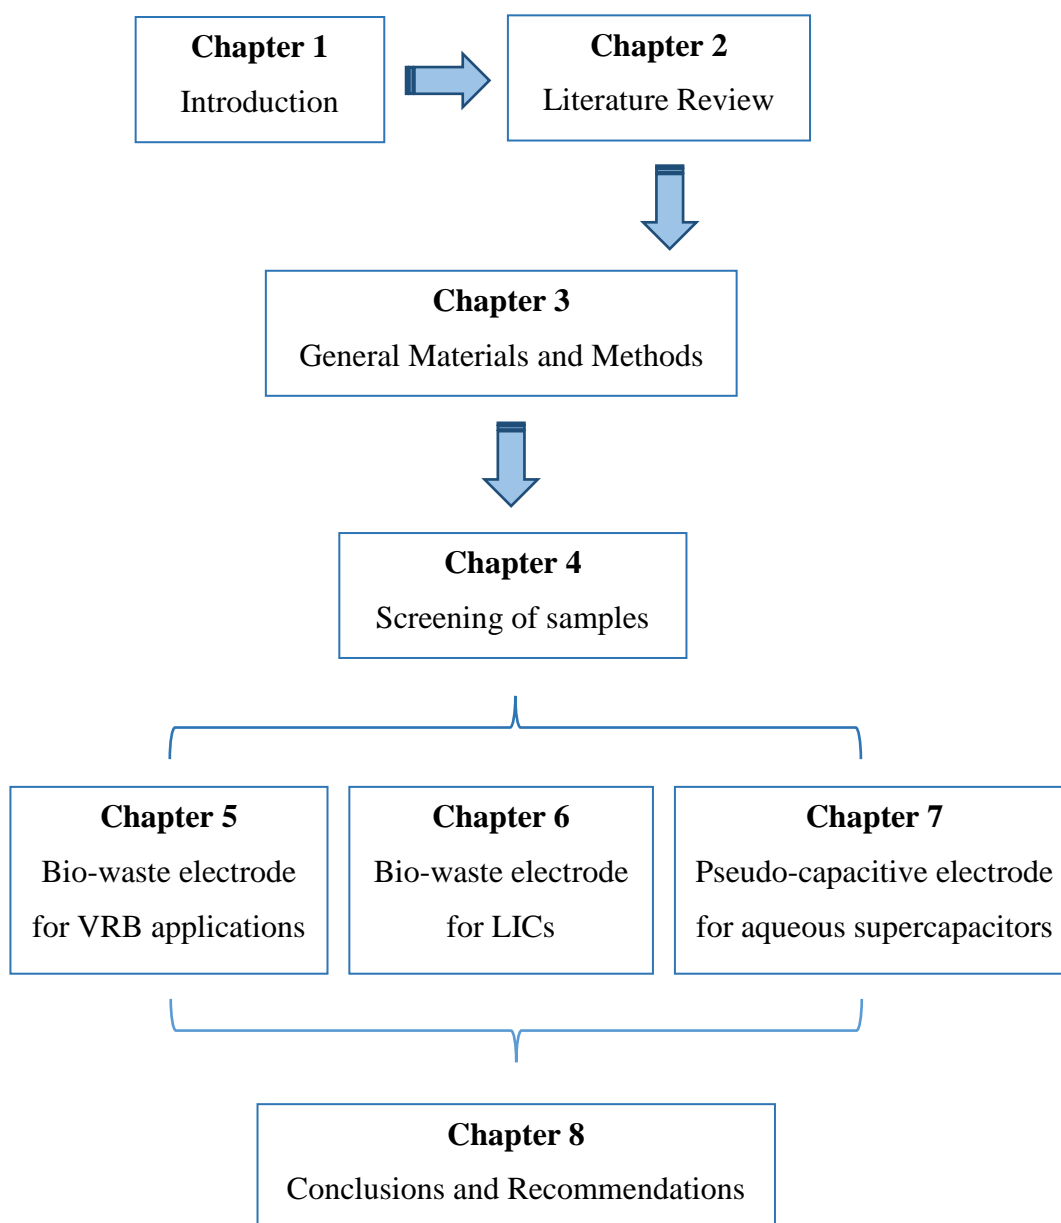 Chapter 1
Introduction
Chapter 2
Literature Review
Chapter 3
General Materials and Methods
Chapter 4
Screening of samples
Chapter 5
Bio-waste electrode
for VRB applications
Chapter 6
Bio-waste electrode
for LICs
Chapter 7
Pseudo-capacitive electrode
for aqueous supercapacitors
Chapter 8
Conclusions and Recommendations